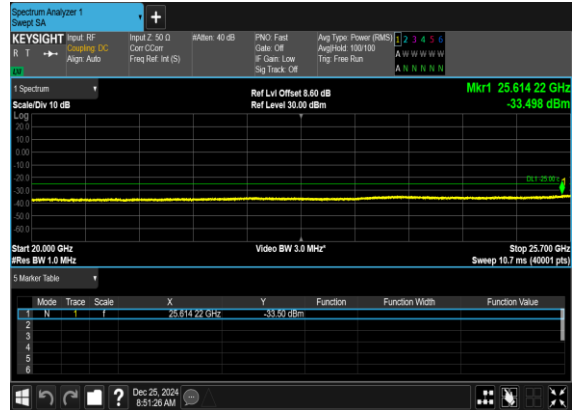 Spectrum Analyzer 1
Swept SA
KEYSIGHT Input: RF Input Z: 50 Ω #Atten: 40 dB PNO: Fast Avg Type: Power (RMS) 1 2 3 4 5 6
R T Coupling: DC Corr CCorr Gate: Off Avg|Hold: 100/100 A W W W W W
Align: Auto Freq Ref: Int (S) IF Gain: Low Trig: Free Run
Sig Track: Off A N N N N N
1 Spectrum Ref Lvl Offset 8.60 dB Mkr1 25.614 22 GHz
Scale/Div 10 dB Ref Level 30.00 dBm -33.498 dBm
Log
20.0
10.0
0.00
-10.0
-20.0
DL1 -25.00
-30.0
-40.0
-50.0
-60.0
Start 20.000 GHz Video BW 3.0 MHz* Stop 25.700 GHz
#Res BW 1.0 MHz Sweep 10.7 ms (40001 pts)
5 Marker Table
Mode Trace Scale X Y Function Function Width Function Value
1 N 1 f 25.614 22 GHz -33.50 dBm
2
3
4
5
6
? Dec 25, 2024
8:51:26 AM